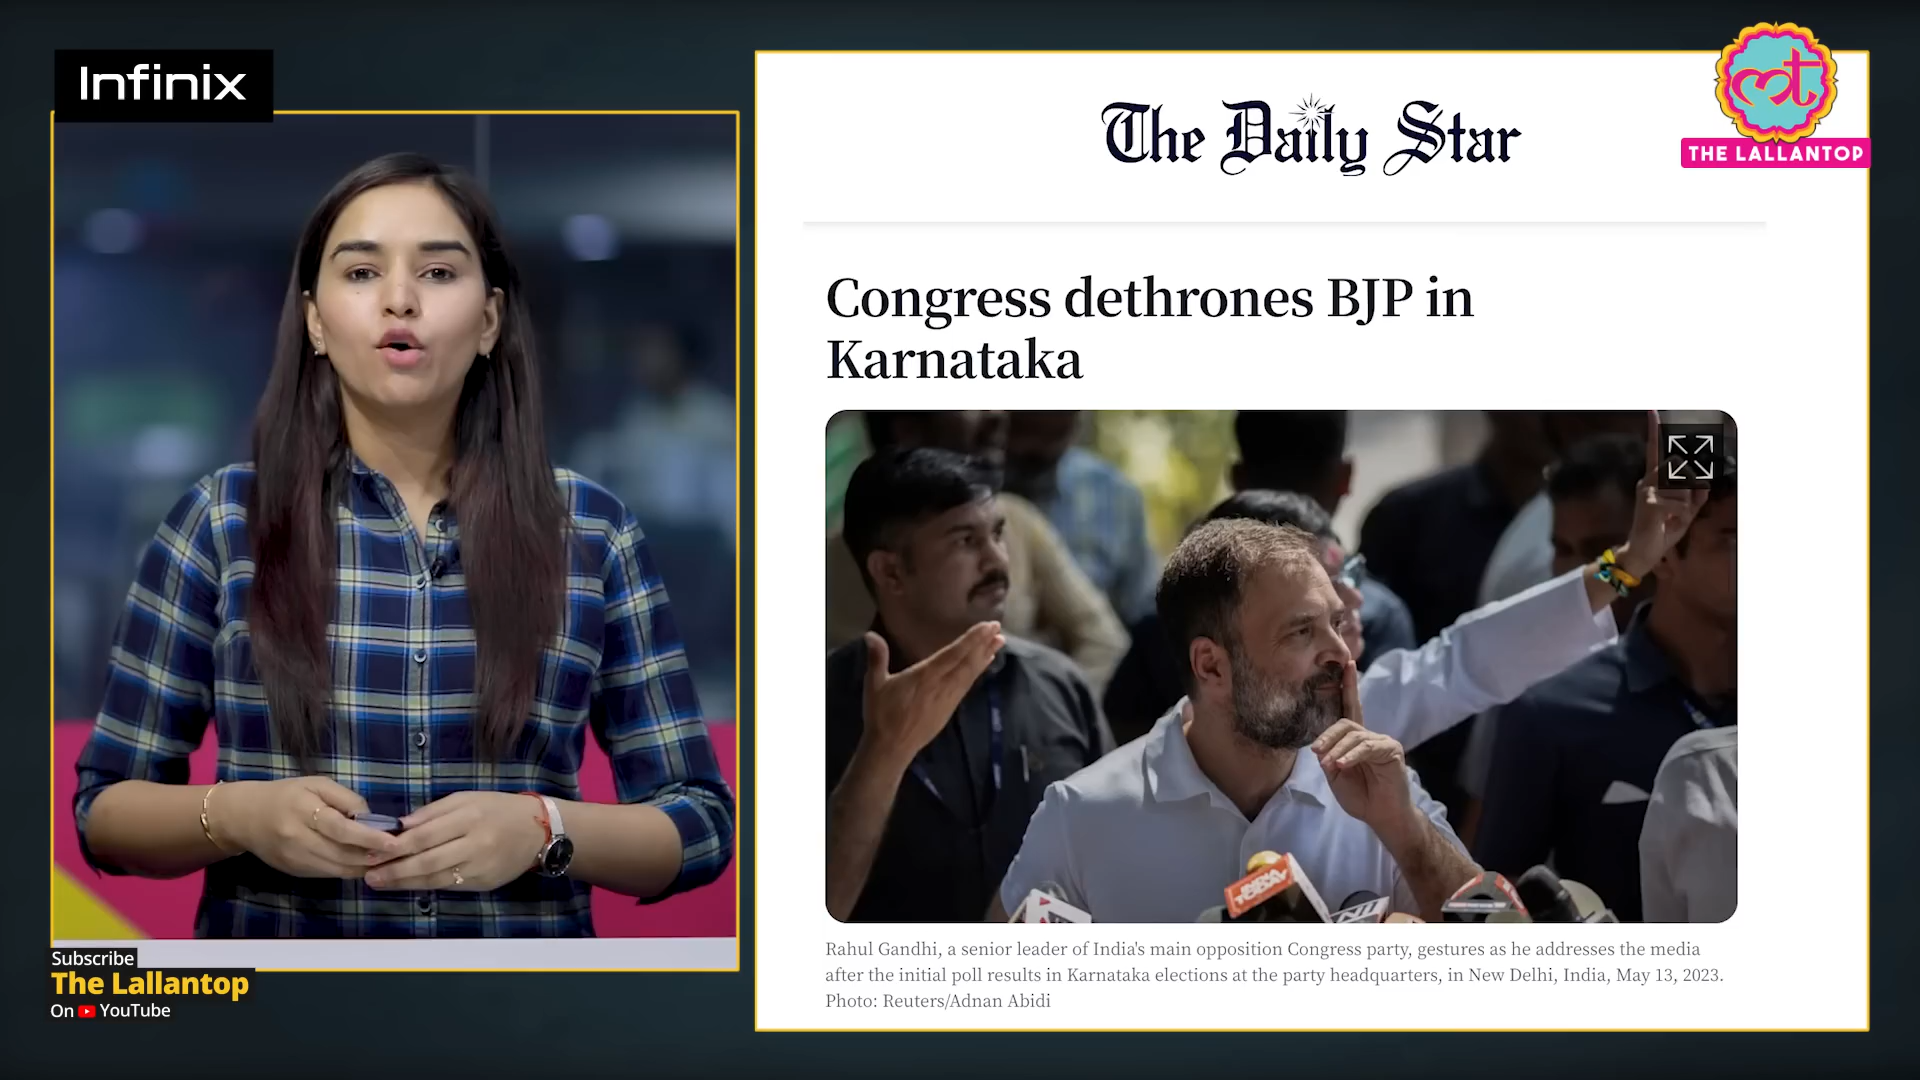 Infinix
THE LALLANTOP
The Daily Star
Congress dethrones BJP in
Karnataka
INDIA
TODAY
Rahul Gandhi, a senior leader of India's main opposition Congress party, gestures as he addresses the media
after the initial poll results in Karnataka elections at the party headquarters, in New Delhi, India, May 13, 2023.
Photo: Reuters/Adnan Abidi
Subscribe
The Lallantop
On YouTube